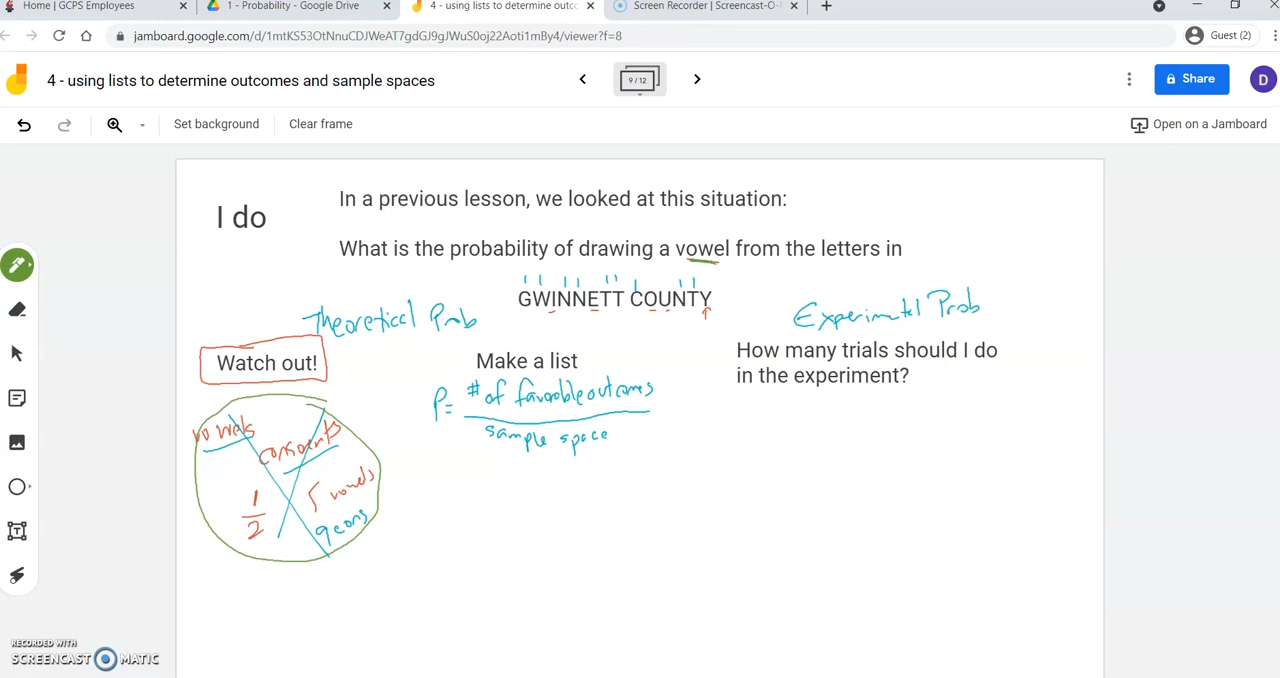 Home | GCPS Employees
1 - Probability - Google Drive
4 - using lists to determine outco
Screen Recorder | Screencast-O-
jamboard.google.com/d/1mtKS53OtNnuCDJWeAT7gdGJ9gJWuS0oj22Aoti1mBy4/viewer?f=8
Guest (2)
4 - using lists to determine outcomes and sample spaces
9 / 12
Share
D
Set background
Clear frame
Open on a Jamboard
I do
In a previous lesson, we looked at this situation:
What is the probability of drawing a vowel from the letters in
GWINNETT COUNTY
Theoretical Prob
Experimental Prob
Watch out!
Make a list
How many trials should I do
in the experiment?
P= # of favorable outcomes
sample space
vowels
consonants
1
2
5 vowels
9 cons
RECORDED WITH
SCREENCAST MATIC